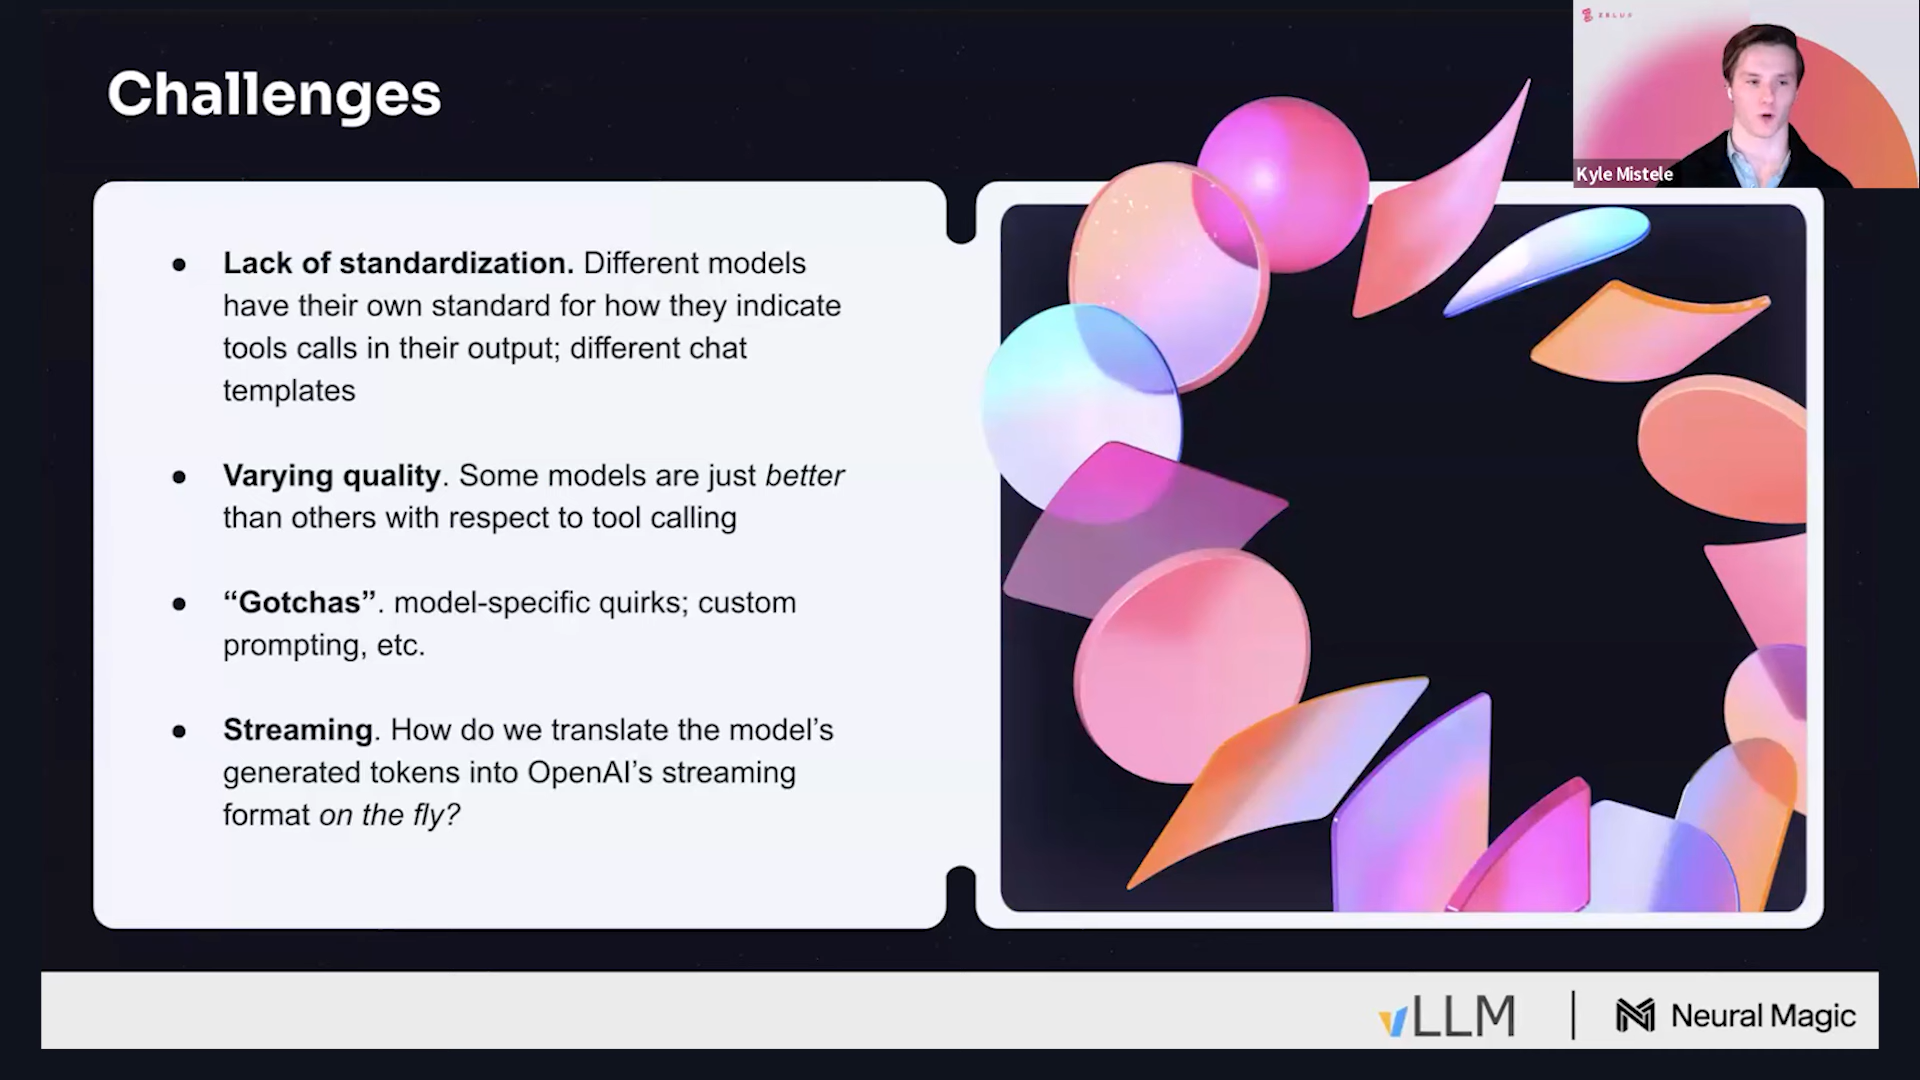 Challenges
● Lack of standardization. Different models
have their own standard for how they indicate
tools calls in their output; different chat
templates
● Varying quality. Some models are just better
than others with respect to tool calling
● “Gotchas”. model-specific quirks; custom
prompting, etc.
● Streaming. How do we translate the model’s
generated tokens into OpenAI’s streaming
format on the fly?
Kyle Mistele
vLLM | Neural Magic